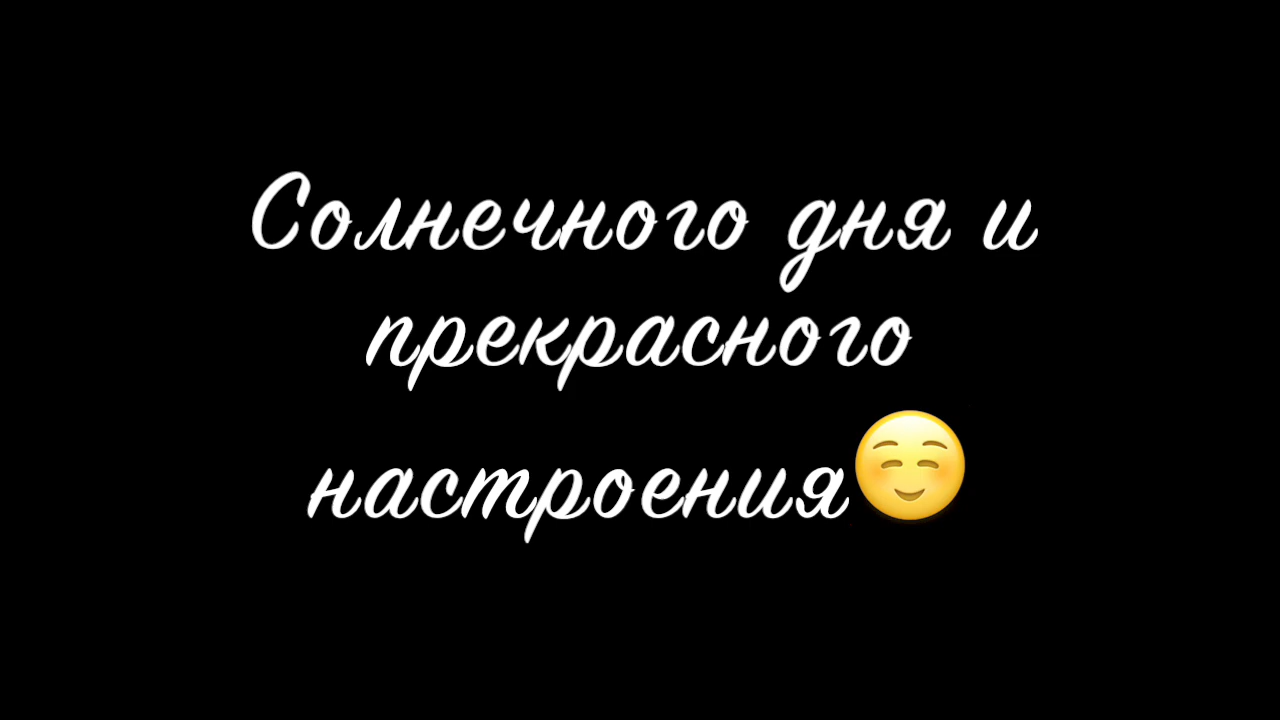 Солнечного дня и
прекрасного
настроения☺️